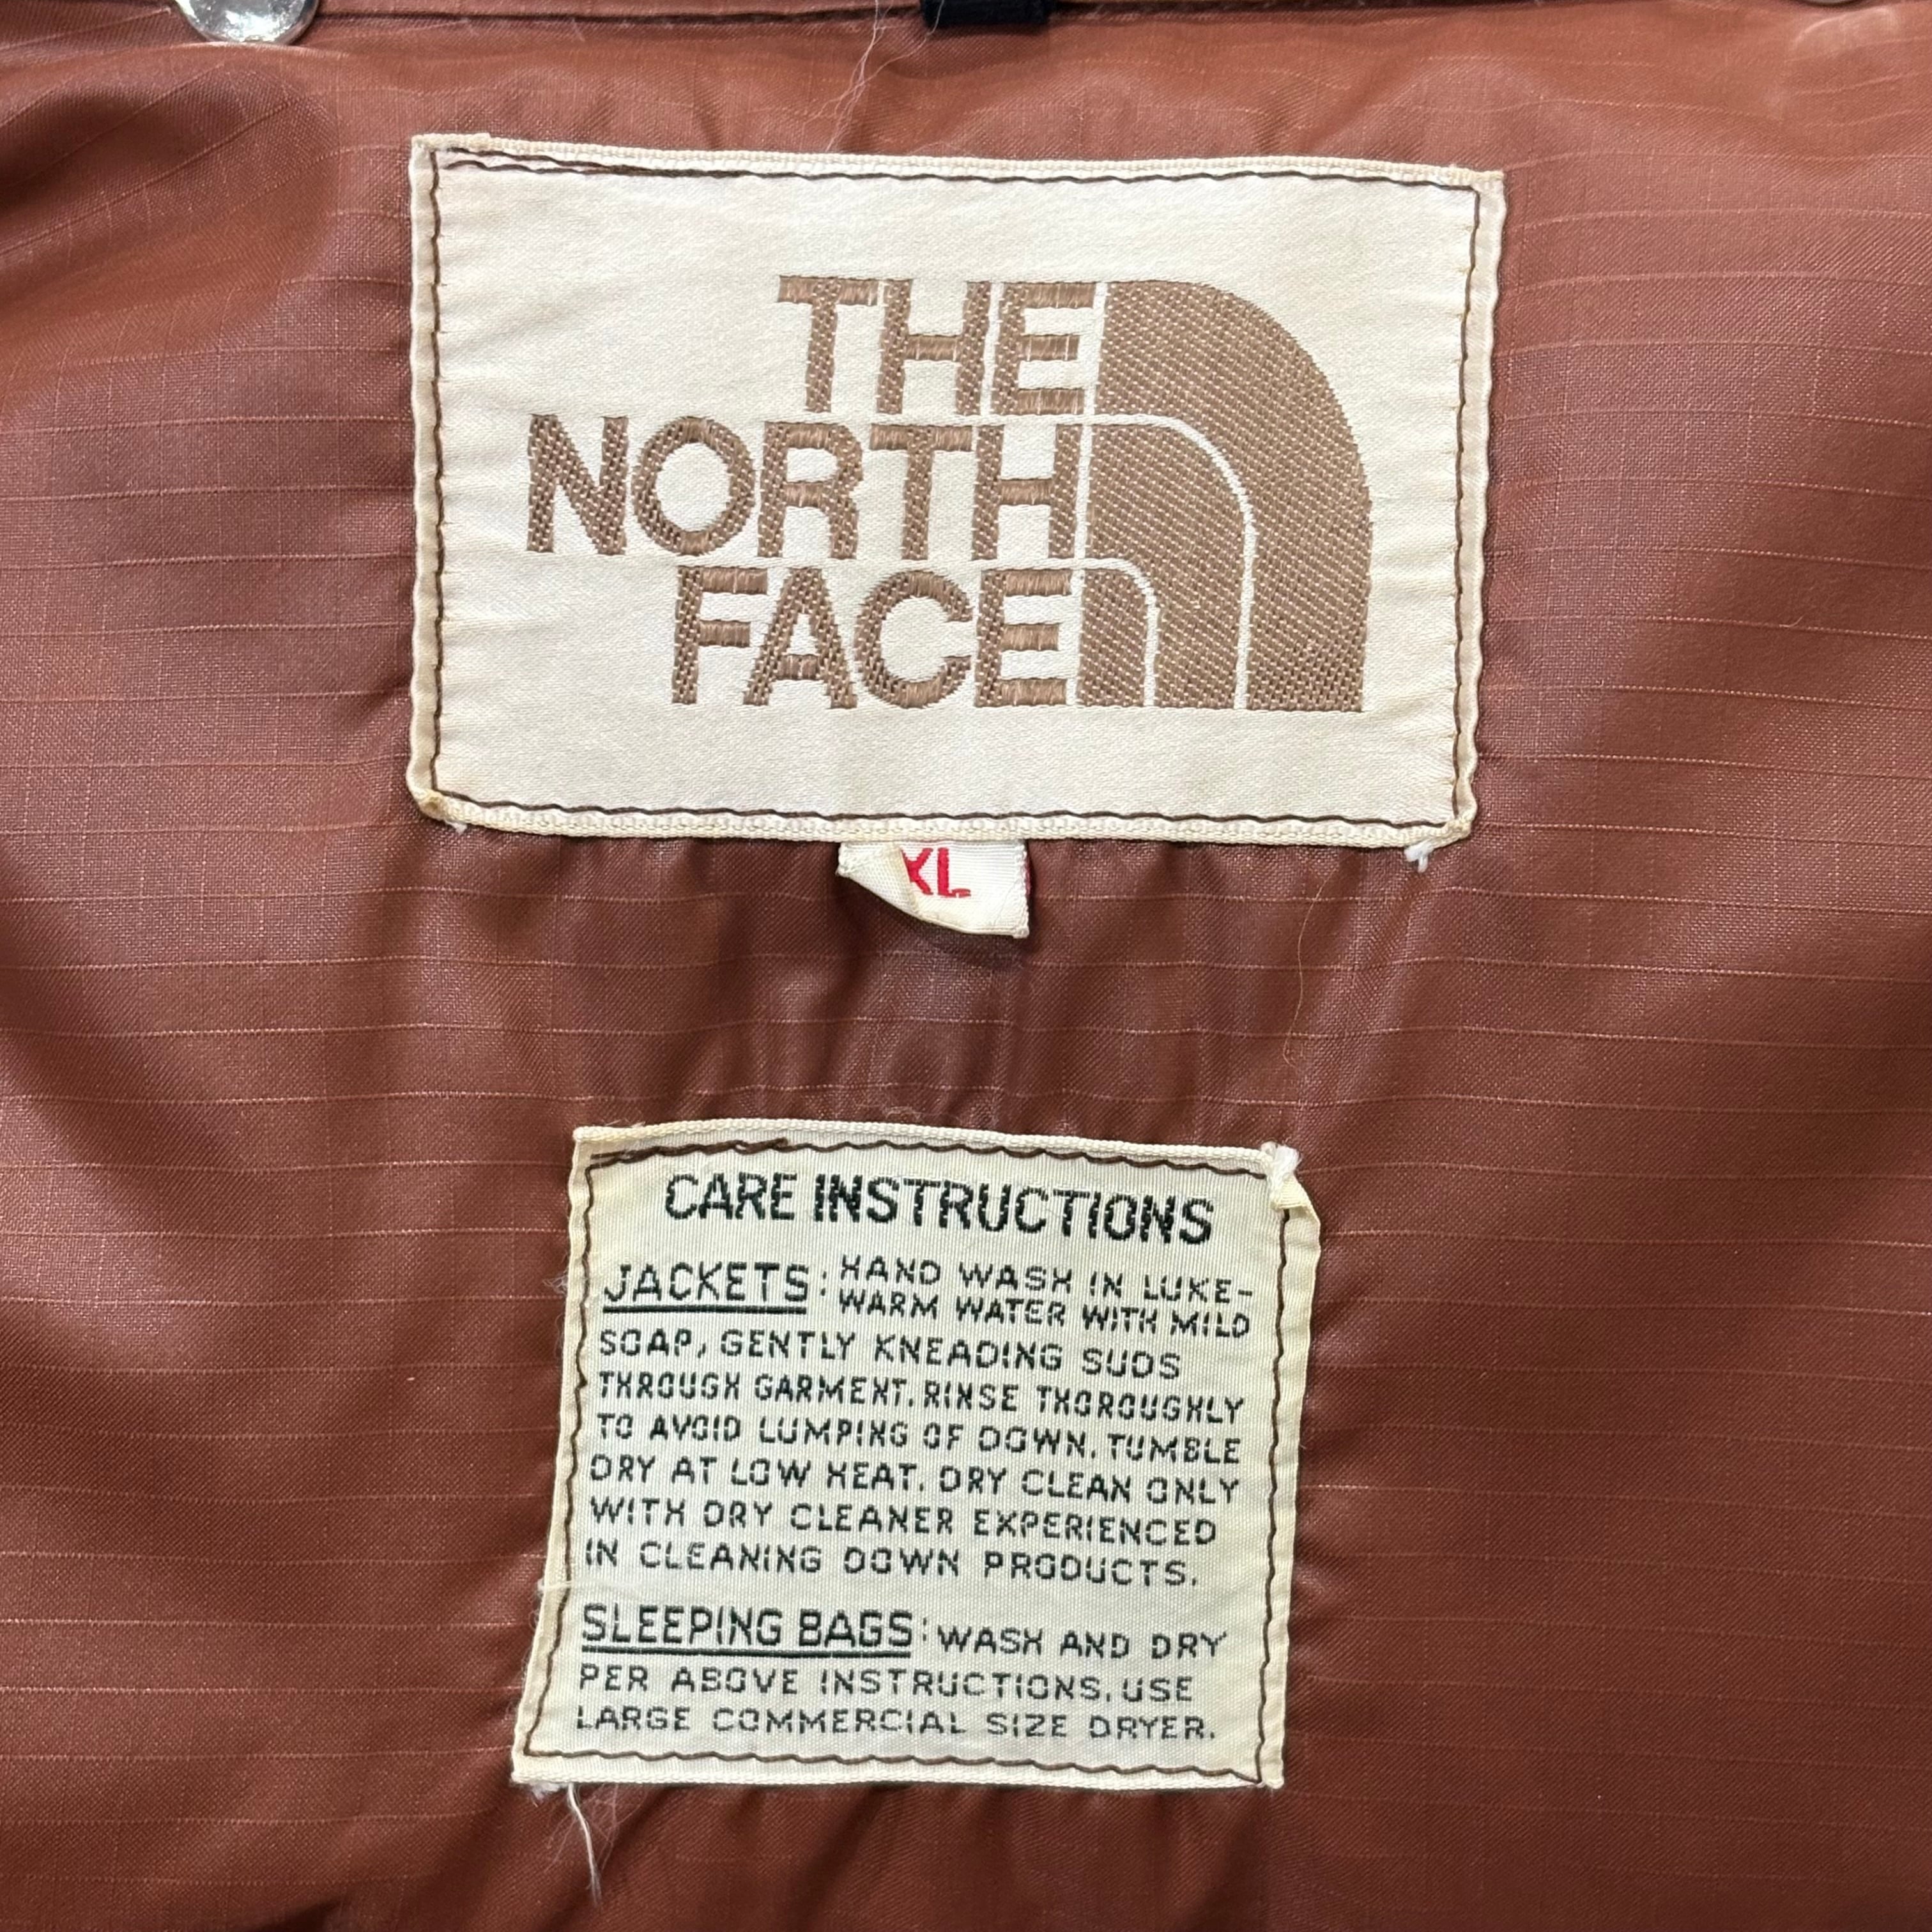 THE
NORTH
FACE
XL
CARE INSTRUCTIONS
JACKETS: HAND WASH IN LUKE-
WARM WATER WITH MILD
SOAP, GENTLY KNEADING SUDS
THROUGH GARMENT. RINSE THOROUGHLY
TO AVOID LUMPING OF DOWN. TUMBLE
DRY AT LOW HEAT. DRY CLEAN ONLY
WITH DRY CLEANER EXPERIENCED
IN CLEANING DOWN PRODUCTS.
SLEEPING BAGS: WASH AND DRY
PER ABOVE INSTRUCTIONS. USE
LARGE COMMERCIAL SIZE DRYER.